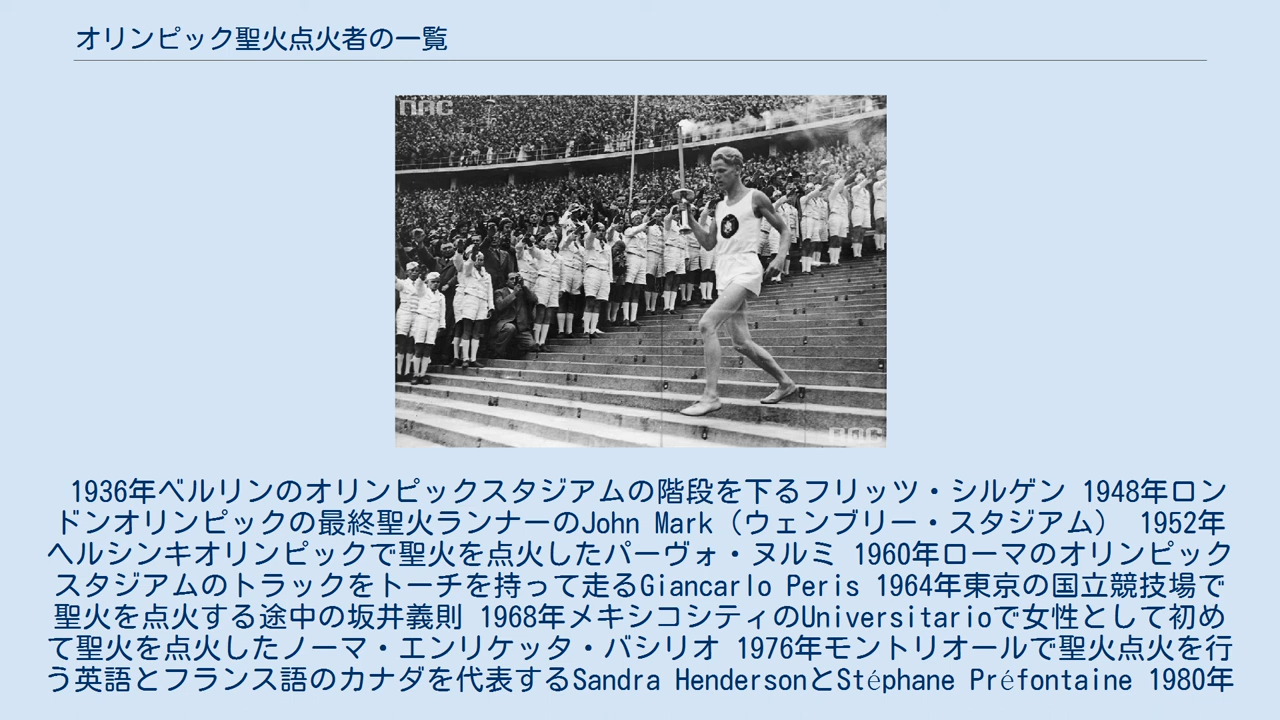 オリンピック聖火点火者の一覧
NAC
NAC
1936年ベルリンのオリンピックスタジアムの階段を下るフリッツ・シルゲン 1948年ロン
ドンオリンピックの最終聖火ランナーのJohn Mark（ウェンブリー・スタジアム） 1952年
ヘルシンキオリンピックで聖火を点火したパーヴォ・ヌルミ 1960年ローマのオリンピック
スタジアムのトラックをトーチを持って走るGiancarlo Peris 1964年東京の国立競技場で
聖火を点火する途中の坂井義則 1968年メキシコシティのUniversitarioで女性として初め
て聖火を点火したノーマ・エンリケッタ・バシリオ 1976年モントリオールで聖火点火を行
う英語とフランス語のカナダを代表するSandra HendersonとStéphane Préfontaine 1980年